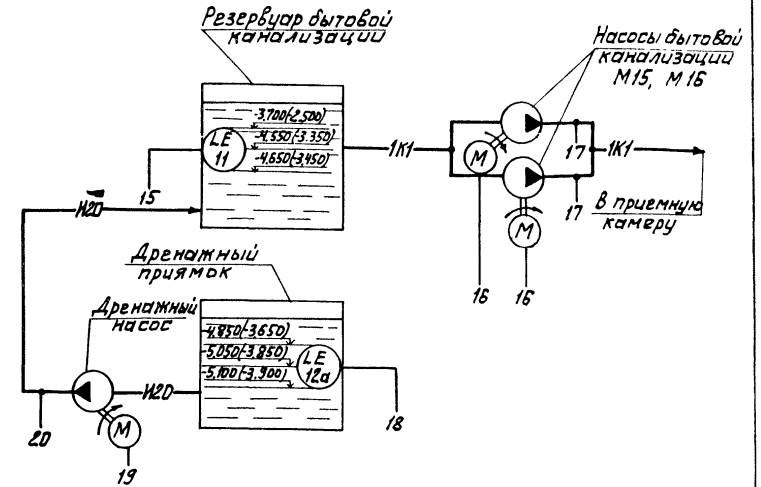 Резервуар бытовой
канализации
Насосы бытовой
канализации
М15, М16
-3.700(-2.500)
-4.550(-3.350)
-4.650(-3.450)
LE
11
15
1К1
М
17
1К1
17
М
16
16
В приемную
камеру
И20
Дренажный
приямок
Дренажный
насос
-4.850(-3.650)
-5.050(-3.850)
-5.100(-3.900)
LE
12а
18
И20
20
М
19